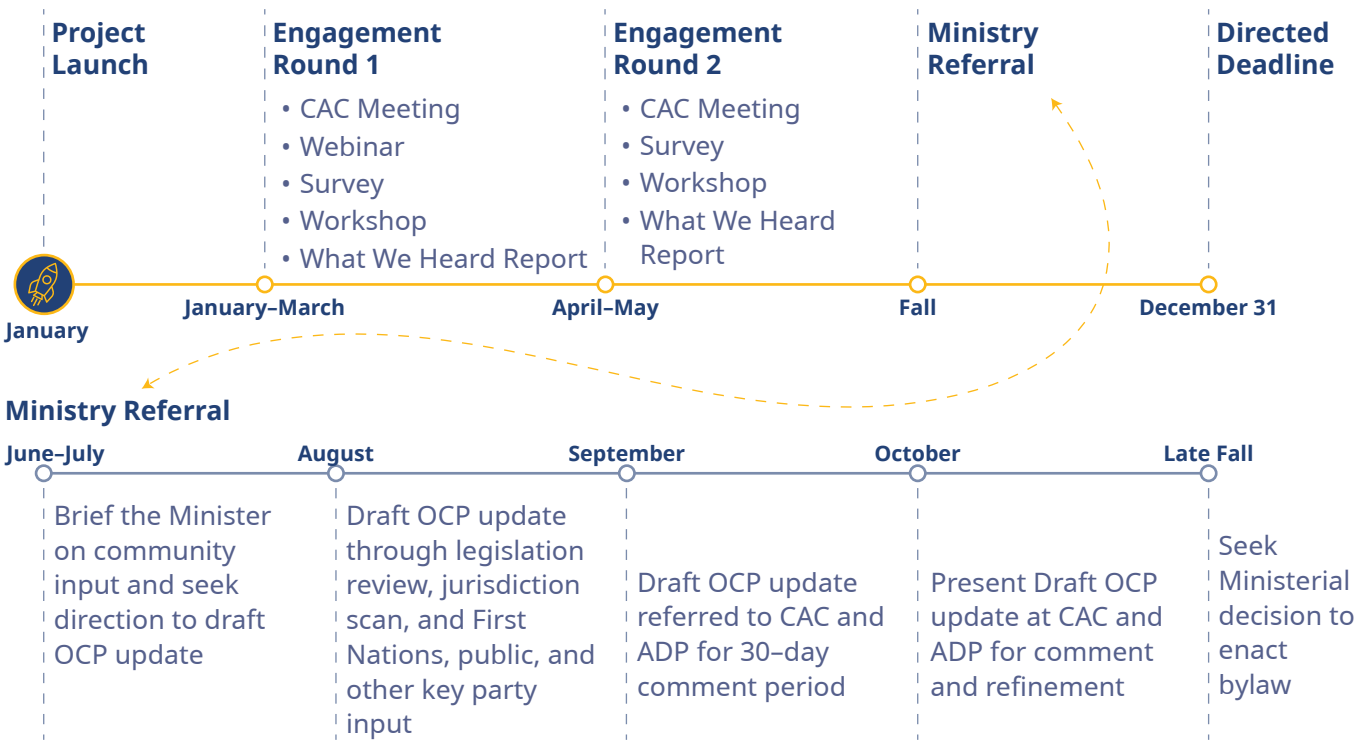 Project
Launch
Engagement
Round 1
• CAC Meeting
• Webinar
• Survey
• Workshop
• What We Heard Report
Engagement
Round 2
• CAC Meeting
• Survey
• Workshop
• What We Heard
Report
Ministry
Referral
Directed
Deadline
January
January–March
April–May
Fall
December 31
Ministry Referral
June–July
Brief the Minister
on community
input and seek
direction to draft
OCP update
August
Draft OCP update
through legislation
review, jurisdiction
scan, and First
Nations, public, and
other key party
input
September
Draft OCP update
referred to CAC and
ADP for 30–day
comment period
October
Present Draft OCP
update at CAC and
ADP for comment
and refinement
Late Fall
Seek
Ministerial
decision to
enact
bylaw